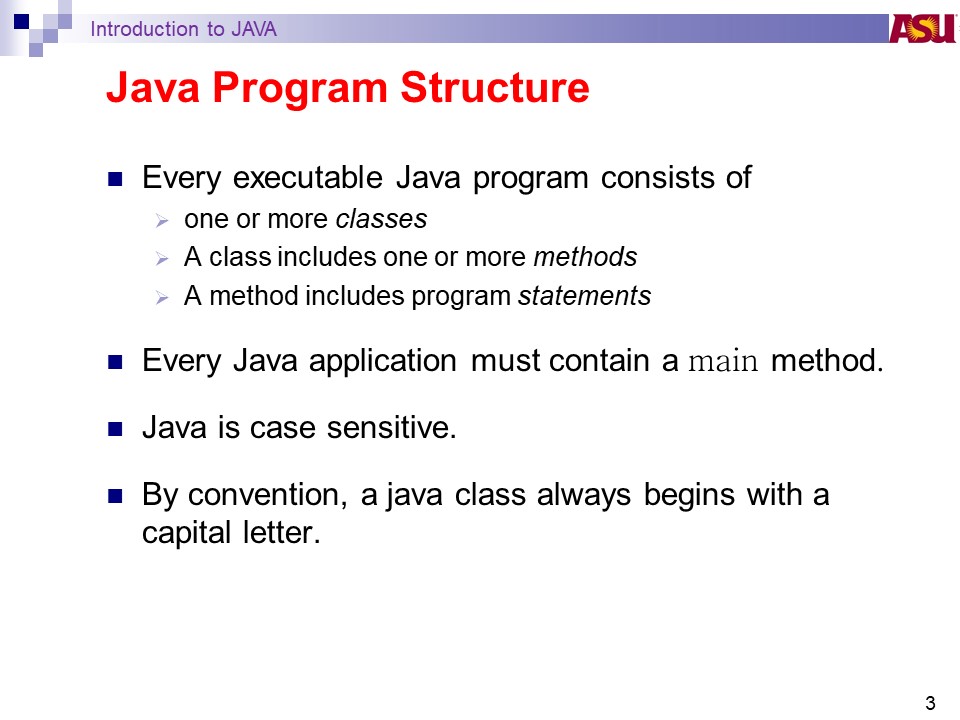 Introduction to JAVA
ASU
Java Program Structure
Every executable Java program consists of
one or more classes
A class includes one or more methods
A method includes program statements
Every Java application must contain a main method.
Java is case sensitive.
By convention, a java class always begins with a
capital letter.
3